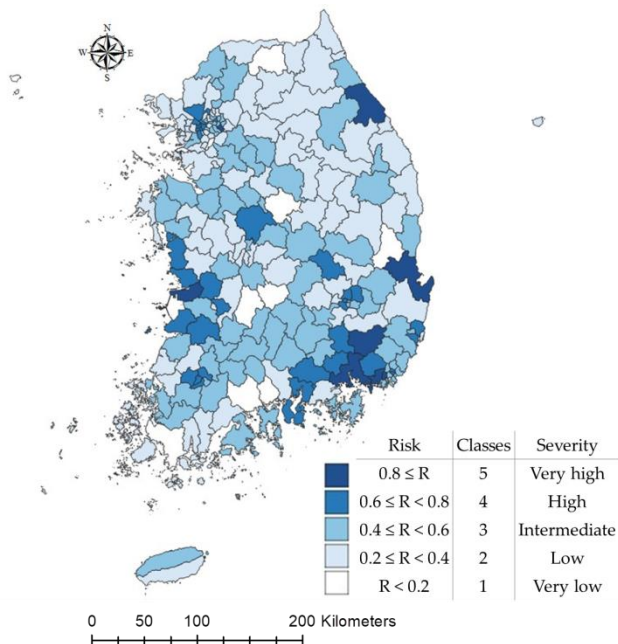 N
W E
S
Risk Classes Severity
0.8 ≤ R 5 Very high
0.6 ≤ R < 0.8 4 High
0.4 ≤ R < 0.6 3 Intermediate
0.2 ≤ R < 0.4 2 Low
R < 0.2 1 Very low
0 50 100 200 Kilometers